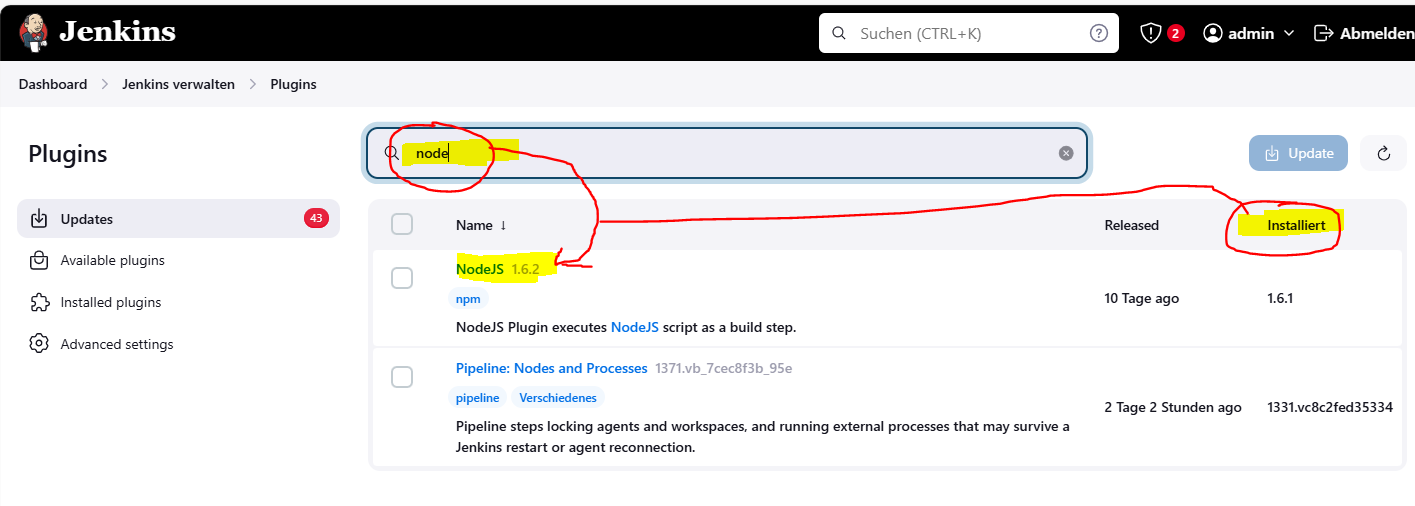 Jenkins
Suchen (CTRL+K)
2
admin
Abmelden
Dashboard
Jenkins verwalten
Plugins
Plugins
node
Update
Updates
43
Available plugins
Installed plugins
Advanced settings
Name ↓
Released
Installiert
NodeJS 1.6.2
npm
NodeJS Plugin executes NodeJS script as a build step.
10 Tage ago
1.6.1
Pipeline: Nodes and Processes 1371.vb_7cec8f3b_95e
pipeline
Verschiedenes
Pipeline steps locking agents and workspaces, and running external processes that may survive a
Jenkins restart or agent reconnection.
2 Tage 2 Stunden ago
1331.vc8c2fed35334